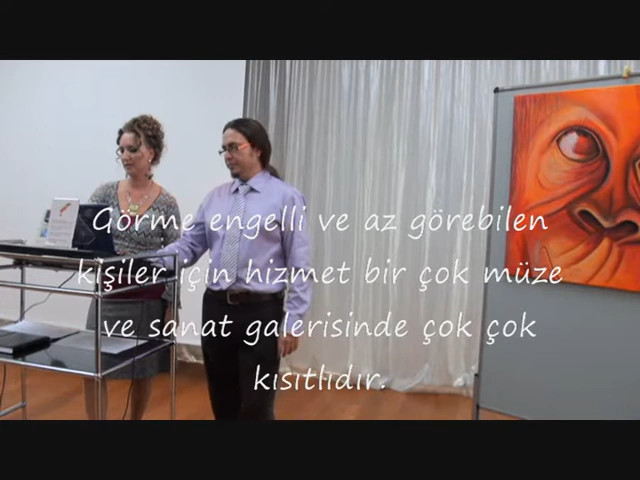 Görme engelli ve az görebilen
kişiler için hizmet bir çok müze
ve sanat galerisinde çok çok
kısıtlıdır.